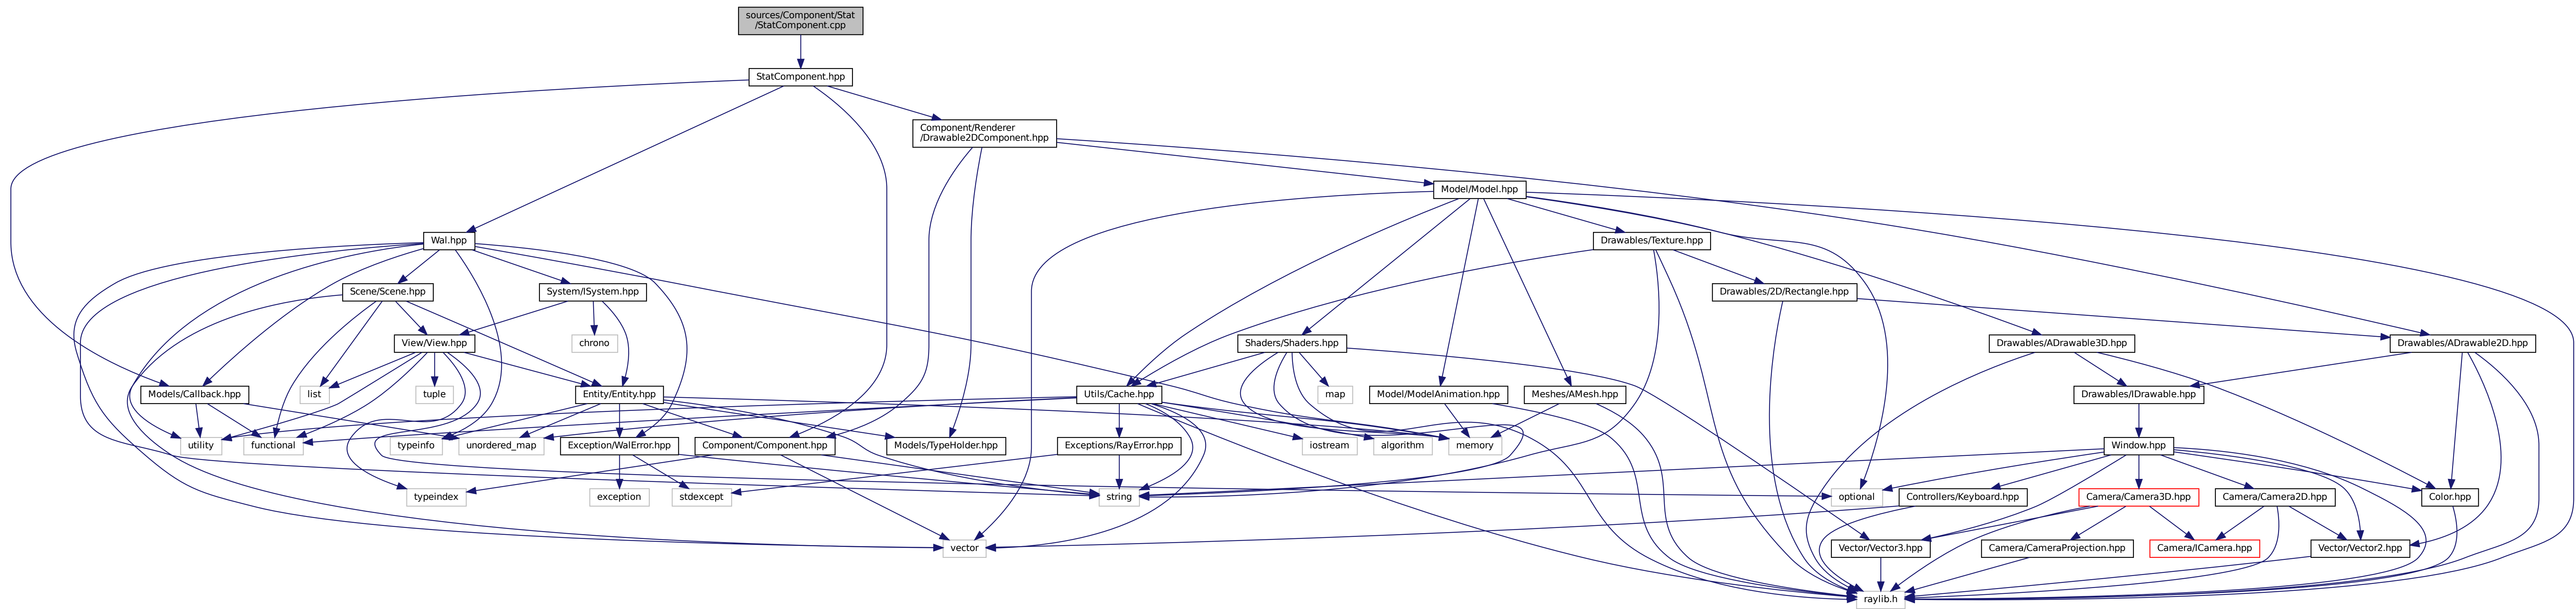 sources/Component/Stat
/StatComponent.cpp
StatComponent.hpp
Component/Renderer
/Drawable2DComponent.hpp
Model/Model.hpp
Wal.hpp
Drawables/Texture.hpp
Scene/Scene.hpp
System/ISystem.hpp
Drawables/2D/Rectangle.hpp
View/View.hpp
chrono
Shaders/Shaders.hpp
Drawables/ADrawable3D.hpp
Drawables/ADrawable2D.hpp
Models/Callback.hpp
list
tuple
Entity/Entity.hpp
Utils/Cache.hpp
map
Model/ModelAnimation.hpp
Meshes/AMesh.hpp
Drawables/IDrawable.hpp
utility
functional
typeinfo
unordered_map
Exception/WalError.hpp
Component/Component.hpp
Models/TypeHolder.hpp
Exceptions/RayError.hpp
iostream
algorithm
memory
Window.hpp
typeindex
exception
stdexcept
string
optional
Controllers/Keyboard.hpp
Camera/Camera3D.hpp
Camera/Camera2D.hpp
Color.hpp
vector
Vector/Vector3.hpp
Camera/CameraProjection.hpp
Camera/ICamera.hpp
Vector/Vector2.hpp
raylib.h